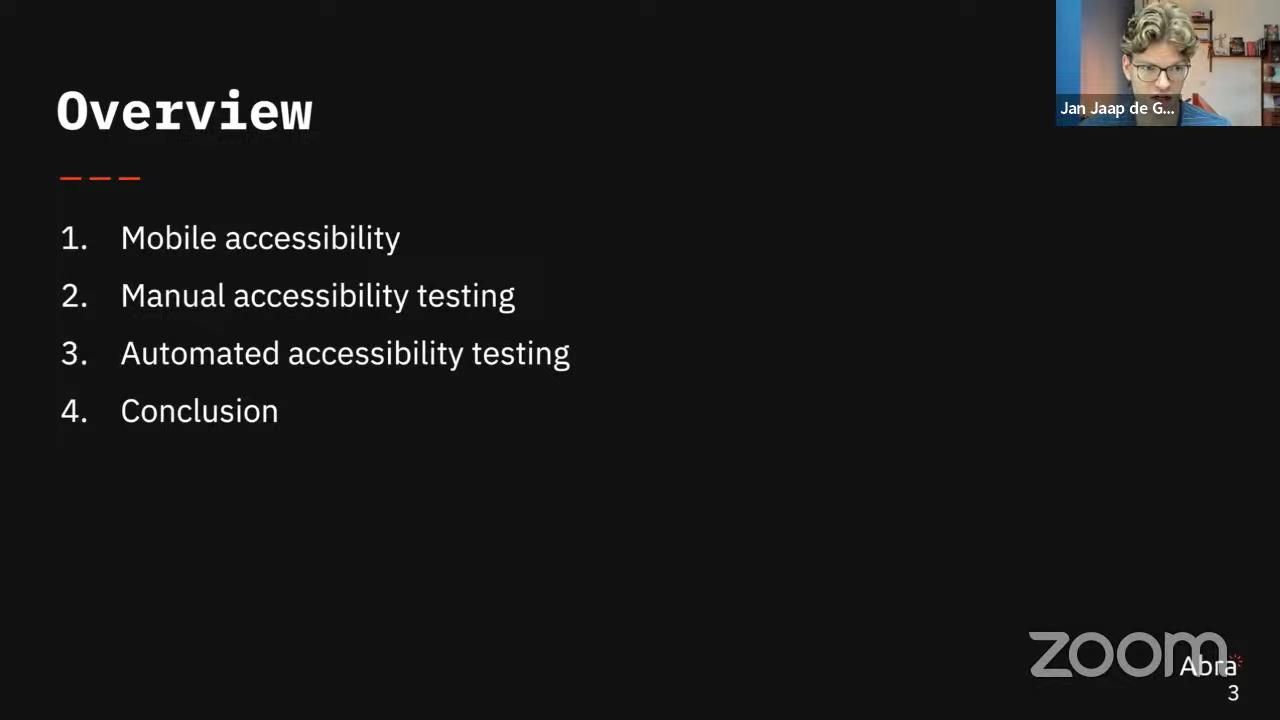 Overview
1. Mobile accessibility
2. Manual accessibility testing
3. Automated accessibility testing
4. Conclusion
Jan Jaap de G...
zoom
Abra
3